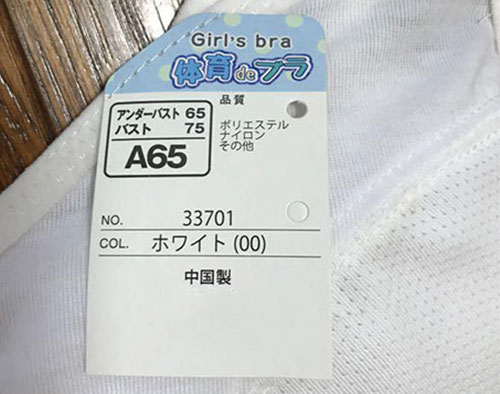 Girl's bra
体育deブラ
アンダーバスト 65
バスト 75
A65
品質
ポリエステル
ナイロン
その他
NO. 33701
COL. ホワイト(00)
中国製